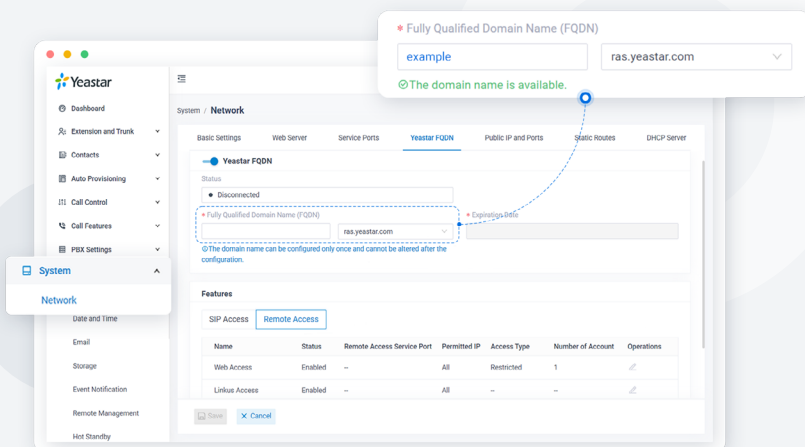 * Fully Qualified Domain Name (FQDN)
example
ras.yeastar.com
The domain name is available.
Yeastar
Dashboard
Extension and Trunk
Contacts
Auto Provisioning
Call Control
Call Features
PBX Settings
System
Network
Date and Time
Email
Storage
Event Notification
Remote Management
Hot Standby
System / Network
Basic Settings Web Server Service Ports Yeastar FQDN Public IP and Ports Static Routes DHCP Server
Yeastar FQDN
Status
Disconnected
* Fully Qualified Domain Name (FQDN) * Expiration Date
ras.yeastar.com
The domain name can be configured only once and cannot be altered after the
configuration.
Features
SIP Access Remote Access
Name Status Remote Access Service Port Permitted IP Access Type Number of Account Operations
Web Access Enabled -- All Restricted 1
Linkus Access Enabled -- All -- --
Save X Cancel